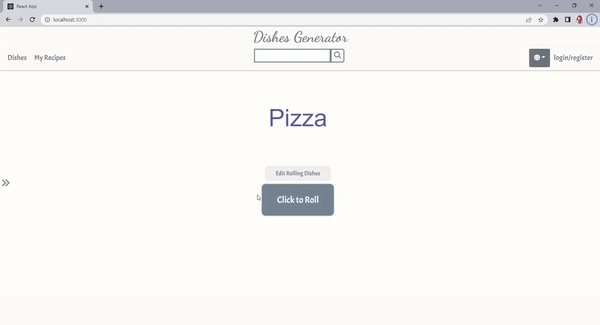 React App
localhost:3000
Dishes Generator
Dishes
My Recipes
login/register
Pizza
Edit Rolling Dishes
Click to Roll